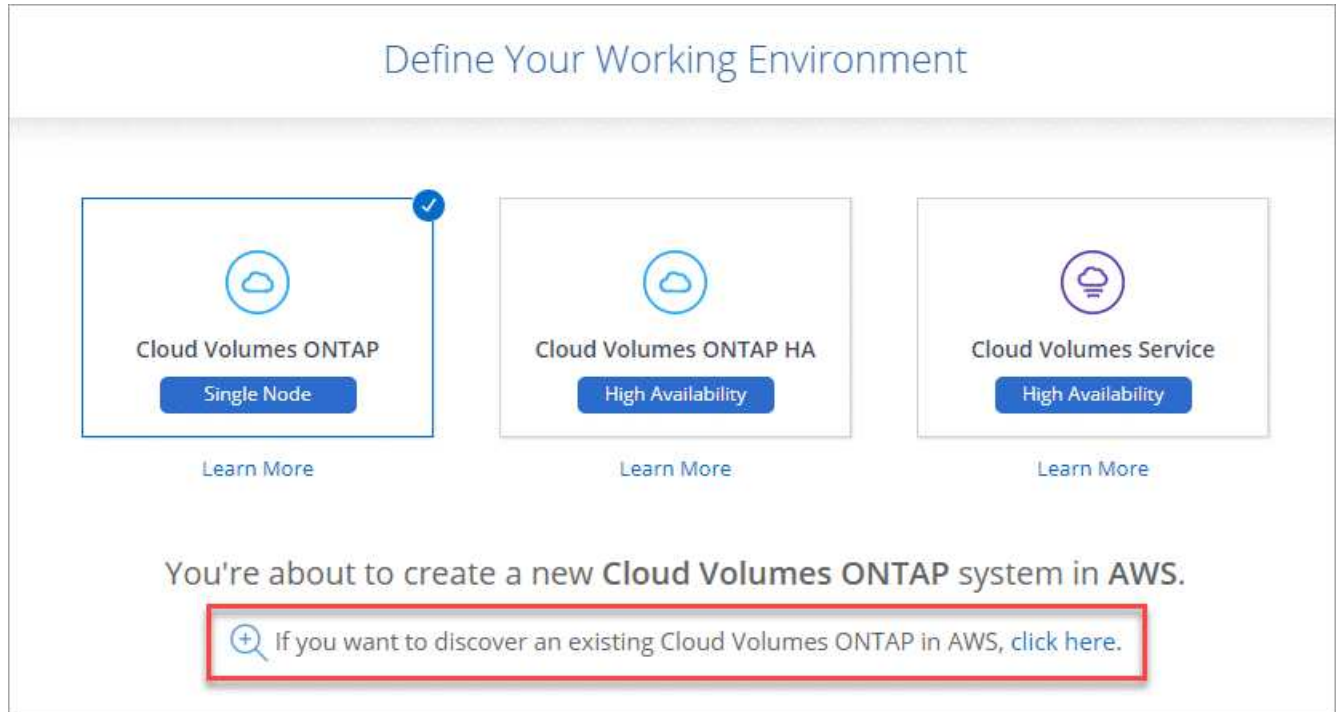 Define Your Working Environment
Cloud Volumes ONTAP
Single Node
Learn More
Cloud Volumes ONTAP HA
High Availability
Learn More
Cloud Volumes Service
High Availability
Learn More
You're about to create a new Cloud Volumes ONTAP system in AWS.
If you want to discover an existing Cloud Volumes ONTAP in AWS, click here.